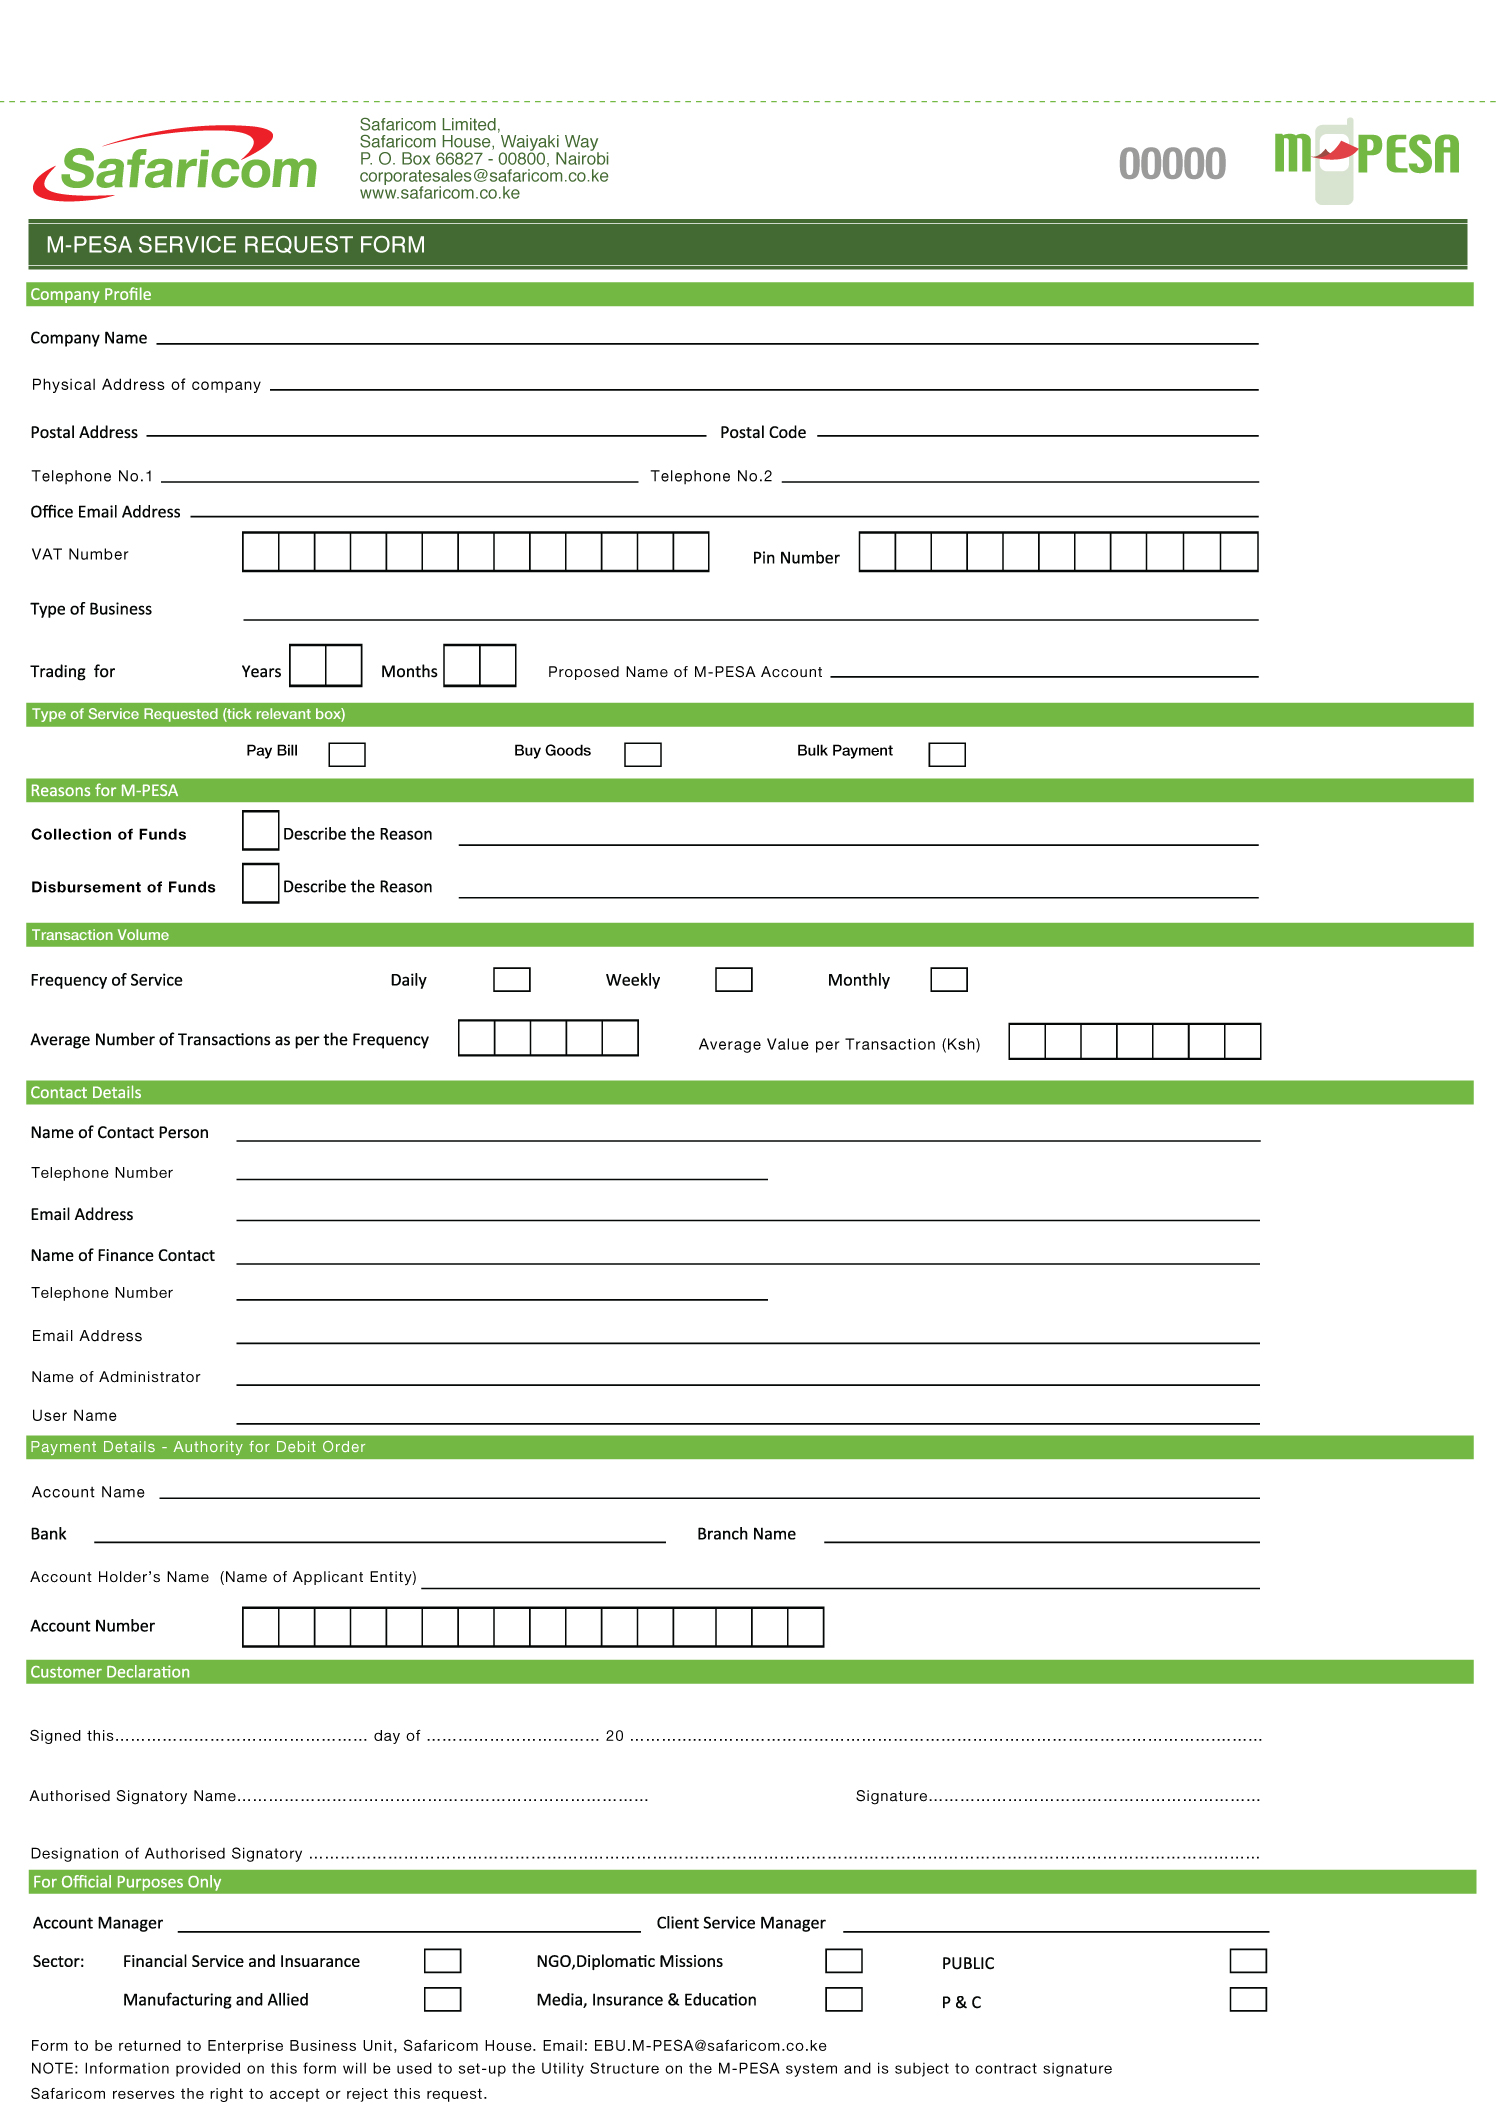 Safaricom
Safaricom Limited,
Safaricom House, Waiyaki Way
P. O. Box 66827 - 00800, Nairobi
corporatesales@safaricom.co.ke
www.safaricom.co.ke
00000
m PESA
M-PESA SERVICE REQUEST FORM
Company Profile
Company Name
Physical Address of company
Postal Address Postal Code
Telephone No.1 Telephone No.2
Office Email Address
VAT Number Pin Number
Type of Business
Trading for Years Months Proposed Name of M-PESA Account
Type of Service Requested (tick relevant box)
Pay Bill Buy Goods Bulk Payment
Reasons for M-PESA
Collection of Funds Describe the Reason
Disbursement of Funds Describe the Reason
Transaction Volume
Frequency of Service Daily Weekly Monthly
Average Number of Transactions as per the Frequency Average Value per Transaction (Ksh)
Contact Details
Name of Contact Person
Telephone Number
Email Address
Name of Finance Contact
Telephone Number
Email Address
Name of Administrator
User Name
Payment Details - Authority for Debit Order
Account Name
Bank Branch Name
Account Holder's Name (Name of Applicant Entity)
Account Number
Customer Declaration
Signed this.................... day of .................... 20 ....................
Authorised Signatory Name.................... Signature....................
Designation of Authorised Signatory ....................
For Official Purposes Only
Account Manager Client Service Manager
Sector: Financial Service and Insuarance NGO,Diplomatic Missions PUBLIC
Manufacturing and Allied Media, Insurance & Education P & C
Form to be returned to Enterprise Business Unit, Safaricom House. Email: EBU.M-PESA@safaricom.co.ke
NOTE: Information provided on this form will be used to set-up the Utility Structure on the M-PESA system and is subject to contract signature
Safaricom reserves the right to accept or reject this request.